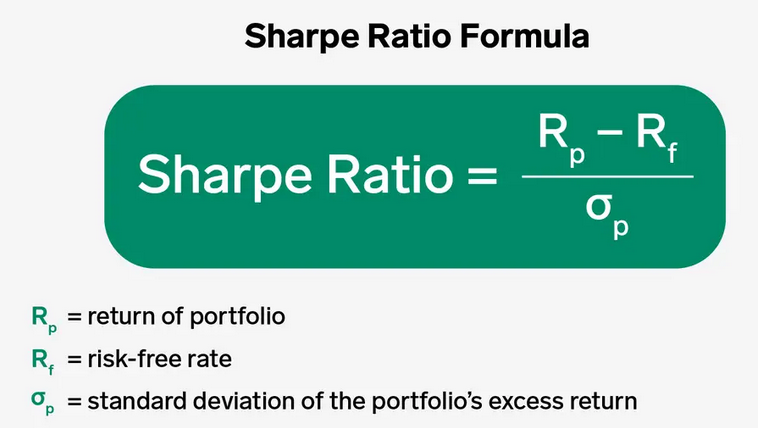 Sharpe Ratio Formula
Sharpe Ratio = Rp – Rf
σp
Rp = return of portfolio
Rf = risk-free rate
σp = standard deviation of the portfolio’s excess return